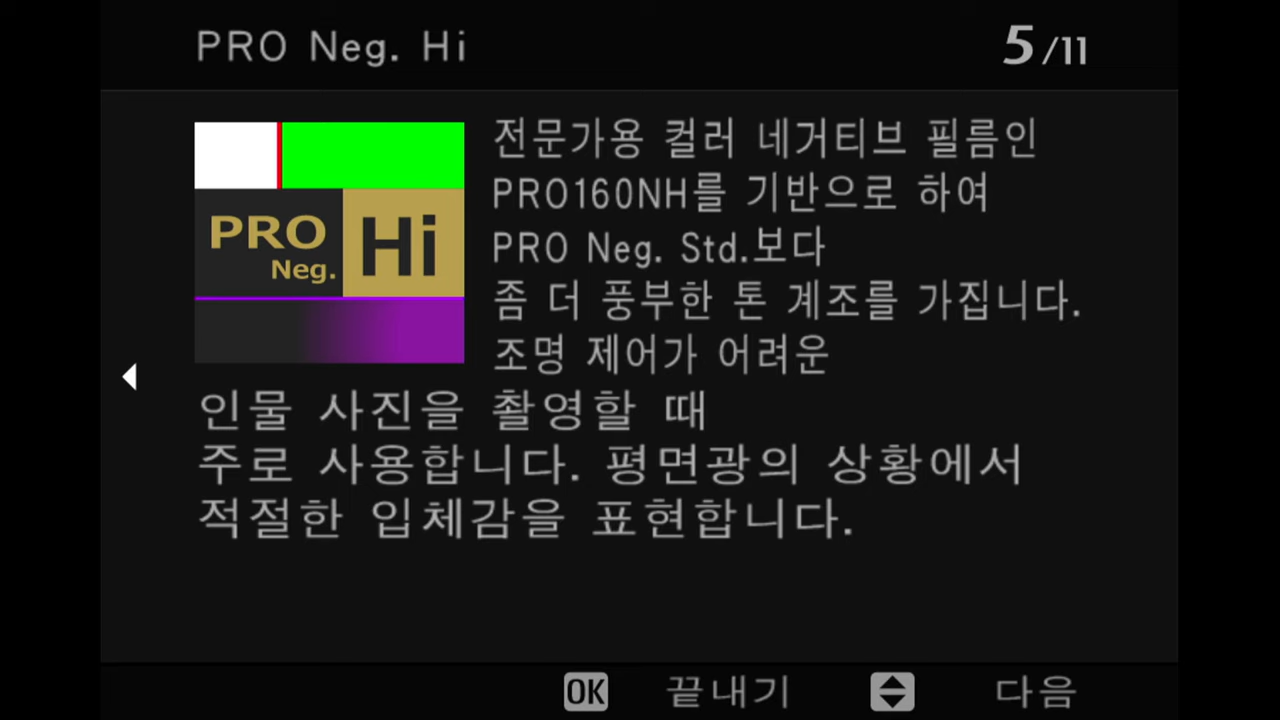 PRO Neg. Hi
5/11
PRO Neg. Hi
전문가용 컬러 네거티브 필름인
PRO160NH를 기반으로 하여
PRO Neg. Std.보다
좀 더 풍부한 톤 계조를 가집니다.
조명 제어가 어려운
인물 사진을 촬영할 때
주로 사용합니다. 평면광의 상황에서
적절한 입체감을 표현합니다.
OK 끝내기 다음